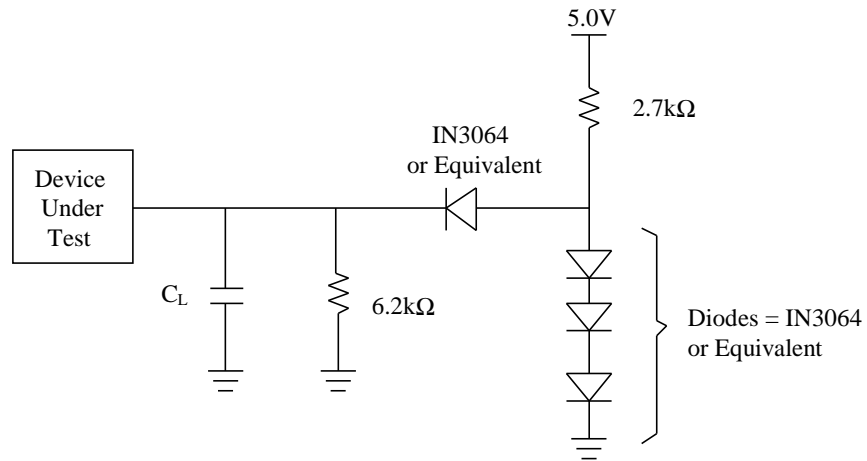 5.0V
2.7kΩ
IN3064
or Equivalent
Device
Under
Test
CL
6.2kΩ
Diodes = IN3064
or Equivalent